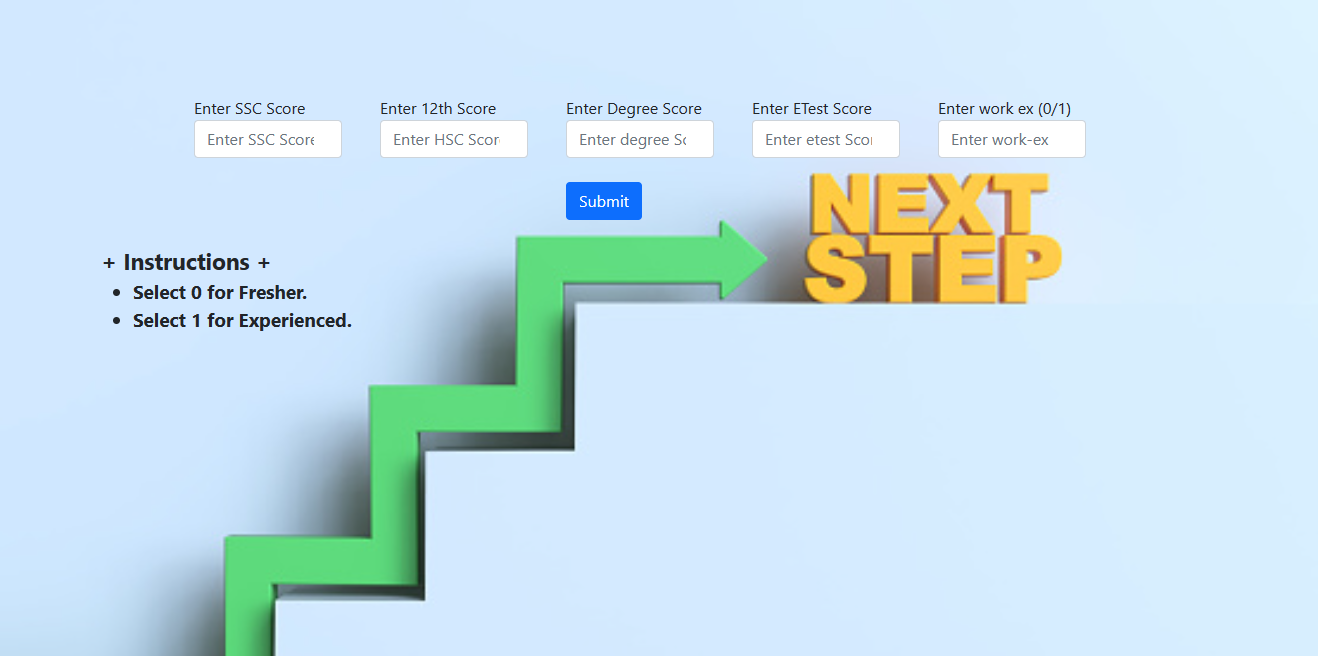 Enter SSC Score
Enter 12th Score
Enter Degree Score
Enter ETest Score
Enter work ex (0/1)
Enter SSC Score
Enter HSC Scor
Enter degree Sc
Enter etest Scor
Enter work-ex
Submit
NEXT
STEP
+ Instructions +
• Select 0 for Fresher.
• Select 1 for Experienced.